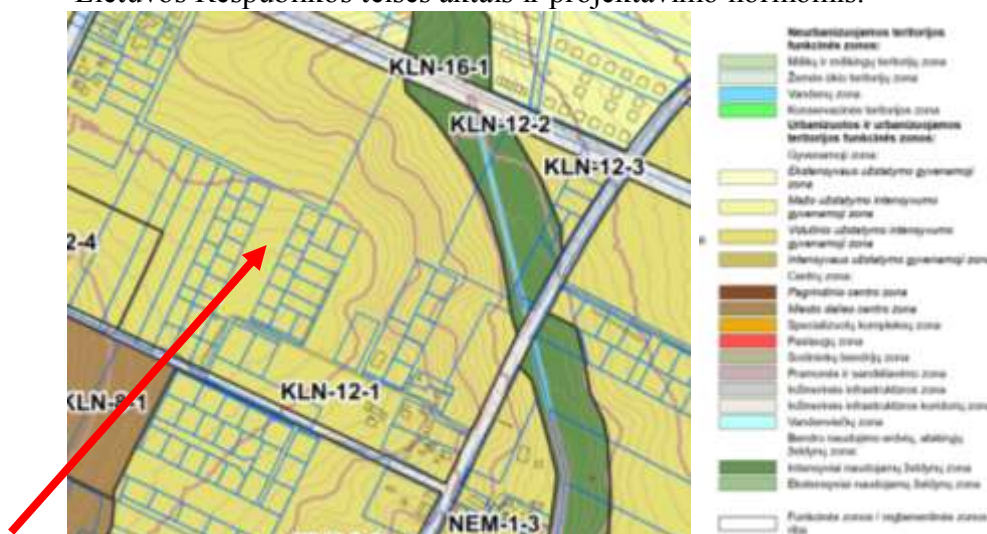 Lietuvos Respublikos teisės aktais ir projektavimo normomis.
KLN-16-1
KLN-12-2
KLN-12-3
2-4
KLN-12-1
KLN-8-1
NEM-1-3
Neurbanizuojamos teritorijos
funkcinės zonos:
Miškų ir miškingų teritorijų zona
Žemės ūkio teritorijų zona
Vandenų zona
Konservacinės teritorijos zona
Urbanizuotos ir urbanizuojamos
teritorijos funkcinės zonos:
Gyvenamoji zona:
Ekstensyvaus užstatymo gyvenamoji
zona
Mažo užstatymo intensyvumo
gyvenamoji zona
Vidutinio užstatymo intensyvumo
gyvenamoji zona
Intensyvaus užstatymo gyvenamoji zona
Centrų zona:
Pagrindinio centro zona
Miesto dalies centro zona
Specializuotų kompleksų zona
Paslaugų zona
Sodininkų bendrijų zona
Pramonės ir sandėliavimo zona
Inžinerinės infrastruktūros zona
Inžinerinės infrastruktūros koridorių zona
Vandenviečių zona
Bendro naudojimo erdvių, atskirųjų
želdynų zona:
Intensyviai naudojamų želdynų zona
Ekstensyviai naudojamų želdynų zona
Funkcinės zonos / reglamentinės zonos
riba